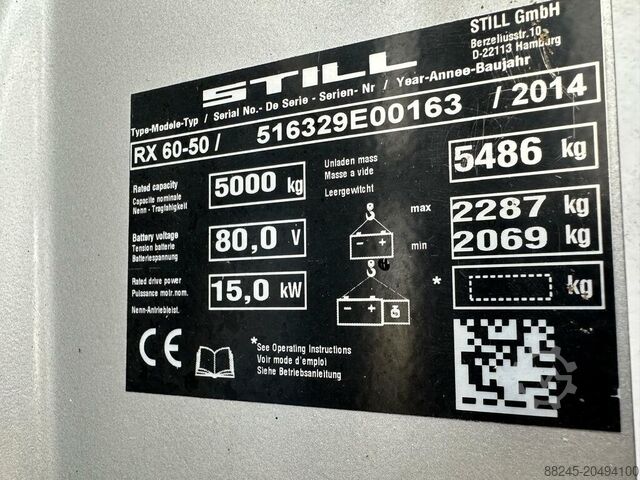 STILL GmbH
Berzeliusstr.10
D-22113 Hamburg
STILL
Type-Modele-Typ / Serial No.- De Serie - Serien- Nr / Year-Annee-Baujahr
RX 60-50 / 516329E00163 / 2014
Rated capacity
Capacite nominale
Nenn - Tragfahigkeit
5000 kg
Unladen mass
Masse a vide
Leergewitcht
5486 kg
Battery voltage
Tension batterie
Batteriespannung
80,0 V
max 2287 kg
min 2069 kg
Rated drive power
Puissance motr.nom.
Nenn-Antriebleist.
15,0 kW
* kg
CE
*See Operating Instructions
Voir mode d'emploi
Siehe Betriebsanleitung
88245-20494100